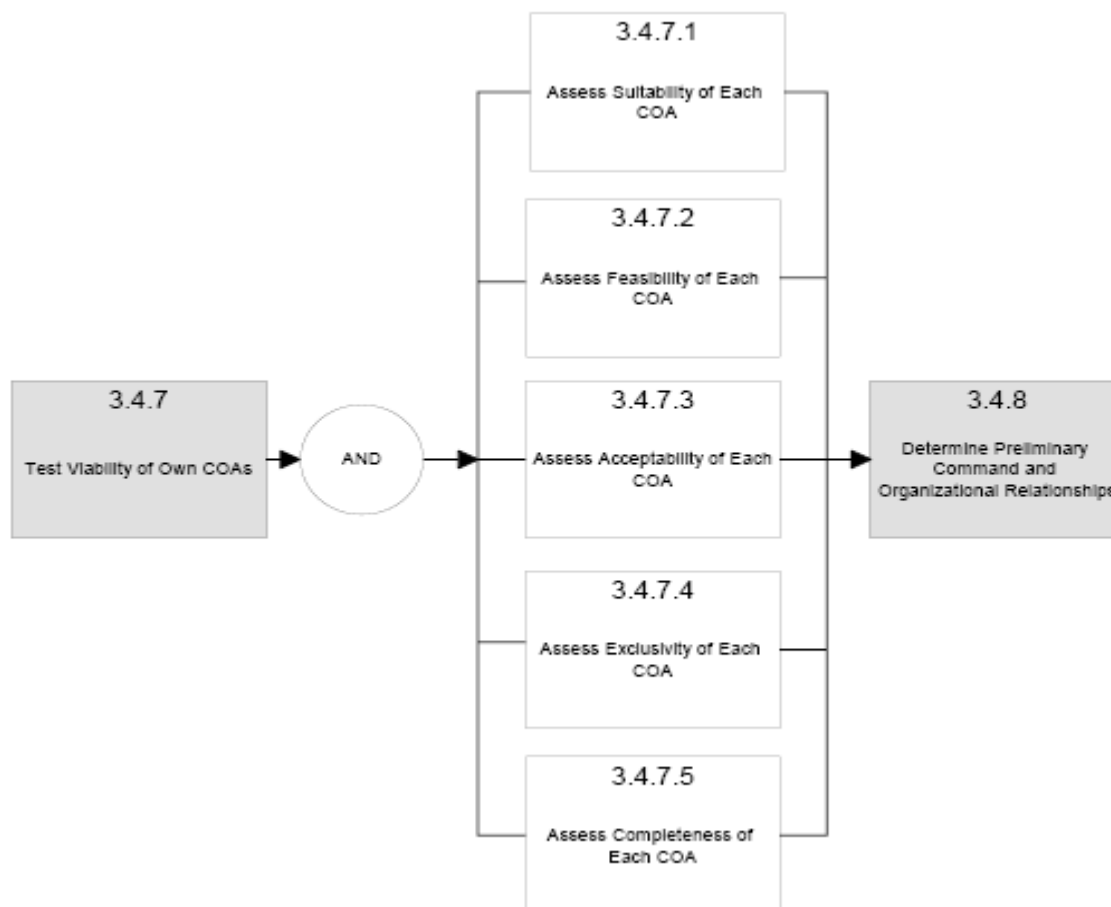 3.4.7.1
Assess Suitability of Each
COA
3.4.7.2
Assess Feasibility of Each
COA
3.4.7
Test Viability of Own COAs
AND
3.4.7.3
Assess Acceptability of Each
COA
3.4.8
Determine Preliminary
Command and
Organizational Relationships
3.4.7.4
Assess Exclusivity of Each
COA
3.4.7.5
Assess Completeness of
Each COA